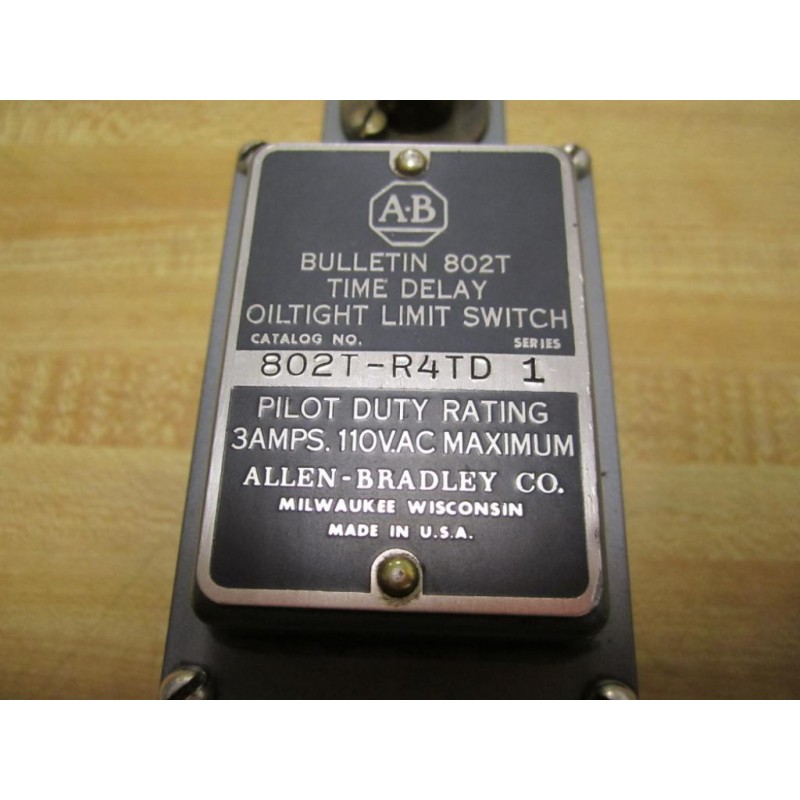 A·B
BULLETIN 802T
TIME DELAY
OILTIGHT LIMIT SWITCH
CATALOG NO. SERIES
802T-R4TD 1
PILOT DUTY RATING
3AMPS. 110V.AC MAXIMUM
ALLEN-BRADLEY CO.
MILWAUKEE WISCONSIN
MADE IN U.S.A.